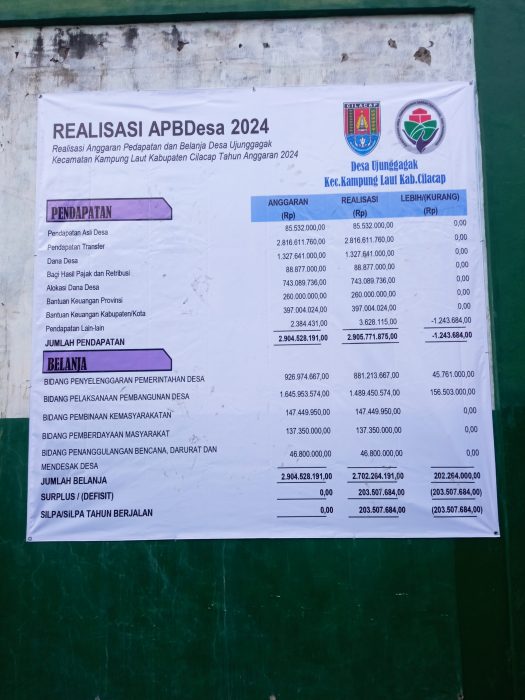 REALISASI APBDesa 2024
Realisasi Anggaran Pedapatan dan Belanja Desa Ujunggagak
Kecamatan Kampung Laut Kabupaten Cilacap Tahun Anggaran 2024
CILACAP
Desa Ujunggagak
Kec.Kampung Laut Kab.Cilacap
PENDAPATAN ANGGARAN (Rp) REALISASI (Rp) LEBIH/(KURANG) (Rp)
Pendapatan Asli Desa 85.532.000,00 85.532.000,00 0,00
Pendapatan Transfer 2.816.611.760,00 2.816.611.760,00 0,00
Dana Desa 1.327.641.000,00 1.327.641.000,00 0,00
Bagi Hasil Pajak dan Retribusi 88.877.000,00 88.877.000,00 0,00
Alokasi Dana Desa 743.089.736,00 743.089.736,00 0,00
Bantuan Keuangan Provinsi 260.000.000,00 260.000.000,00 0,00
Bantuan Keuangan Kabupaten/Kota 397.004.024,00 397.004.024,00 0,00
Pendapatan Lain-lain 2.384.431,00 3.628.115,00 -1.243.684,00
JUMLAH PENDAPATAN 2.904.528.191,00 2.905.771.875,00 -1.243.684,00
BELANJA
BIDANG PENYELENGGARAN PEMERINTAHAN DESA 926.974.667,00 881.213.667,00 45.761.000,00
BIDANG PELAKSANAAN PEMBANGUNAN DESA 1.645.953.574,00 1.489.450.574,00 156.503.000,00
BIDANG PEMBINAAN KEMASYARAKATAN 147.449.950,00 147.449.950,00 0,00
BIDANG PEMBERDAYAAN MASYARAKAT 137.350.000,00 137.350.000,00 0,00
BIDANG PENANGGULANGAN BENCANA, DARURAT DAN
MENDESAK DESA 46.800.000,00 46.800.000,00 0,00
JUMLAH BELANJA 2.904.528.191,00 2.702.264.191,00 202.264.000,00
SURPLUS / (DEFISIT) 0,00 203.507.684,00 (203.507.684,00)
SILPA/SiLPA TAHUN BERJALAN 0,00 203.507.684,00 (203.507.684,00)